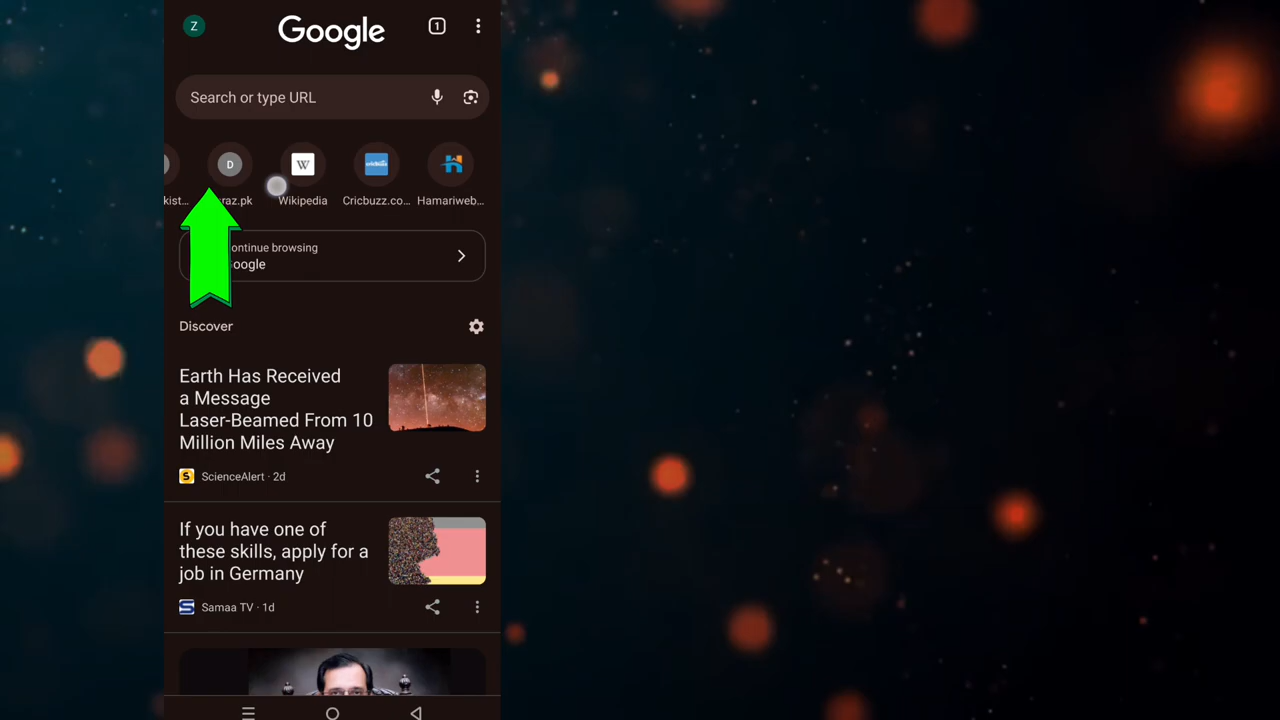 Z
Google
1
Search or type URL
D
W
kist...
raz.pk
Wikipedia
Cricbuzz.co...
Hamariweb...
ontinue browsing
oogle
Discover
Earth Has Received
a Message
Laser-Beamed From 10
Million Miles Away
S
ScienceAlert · 2d
If you have one of
these skills, apply for a
job in Germany
Samaa TV · 1d